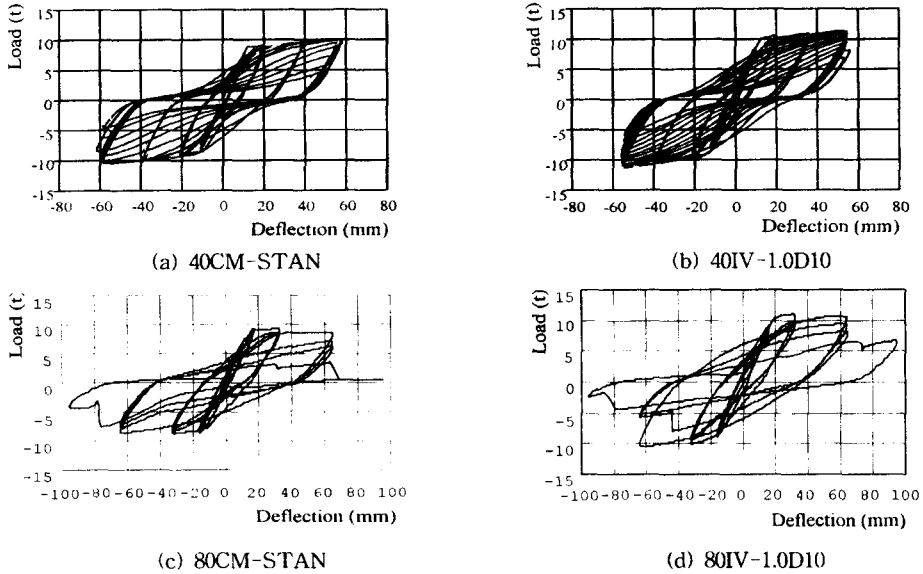 Load (t)
15
10
5
0
-5
-10
-15
-80 -60 -40 -20 0 20 40 60 80
Deflection (mm)
(a) 40CM-STAN
Load (t)
15
10
5
0
-5
-10
-15
-80 -60 -40 -20 0 20 40 60 80
Deflection (mm)
(b) 40IV-1.0D10
Load (t)
15
10
5
0
-5
-10
-15
-100 -80 -60 -40 -20 0 20 40 60 80 100
Deflection (mm)
(c) 80CM-STAN
Load (t)
15
10
5
0
-5
-10
-15
-100 -80 -60 -40 -20 0 20 40 60 80 100
Deflection (mm)
(d) 80IV-1.0D10